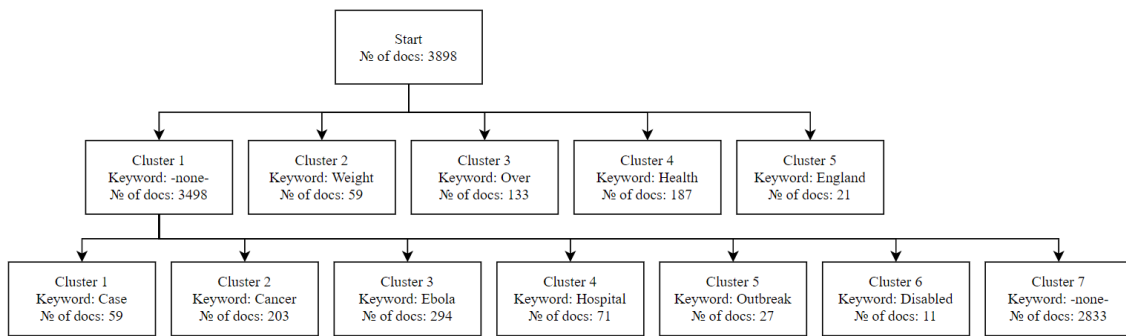 Start
№ of docs: 3898
Cluster 1
Keyword: -none-
№ of docs: 3498
Cluster 2
Keyword: Weight
№ of docs: 59
Cluster 3
Keyword: Over
№ of docs: 133
Cluster 4
Keyword: Health
№ of docs: 187
Cluster 5
Keyword: England
№ of docs: 21
Cluster 1
Keyword: Case
№ of docs: 59
Cluster 2
Keyword: Cancer
№ of docs: 203
Cluster 3
Keyword: Ebola
№ of docs: 294
Cluster 4
Keyword: Hospital
№ of docs: 71
Cluster 5
Keyword: Outbreak
№ of docs: 27
Cluster 6
Keyword: Disabled
№ of docs: 11
Cluster 7
Keyword: -none-
№ of docs: 2833